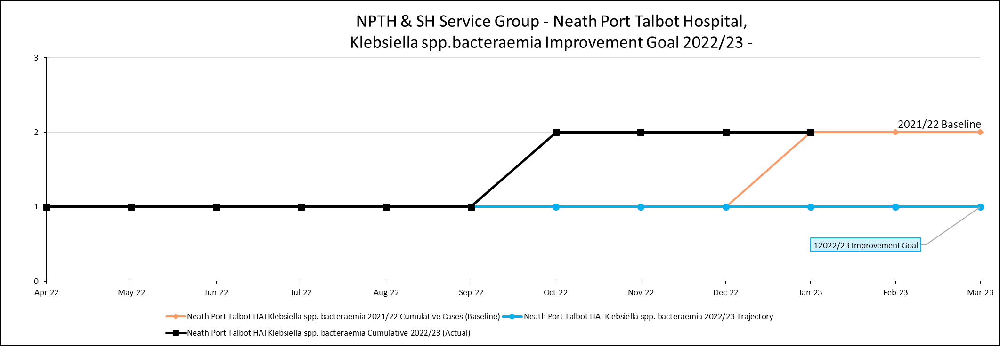 NPTH & SH Service Group - Neath Port Talbot Hospital,
Klebsiella spp.bacteraemia Improvement Goal 2022/23 -
3
2
1
0
2021/22 Baseline
12022/23 Improvement Goal
Apr-22
May-22
Jun-22
Jul-22
Aug-22
Sep-22
Oct-22
Nov-22
Dec-22
Jan-23
Feb-23
Mar-23
Neath Port Talbot HAI Klebsiella spp. bacteraemia 2021/22 Cumulative Cases (Baseline)
Neath Port Talbot HAI Klebsiella spp. bacteraemia 2022/23 Trajectory
Neath Port Talbot HAI Klebsiella spp. bacteraemia Cumulative 2022/23 (Actual)